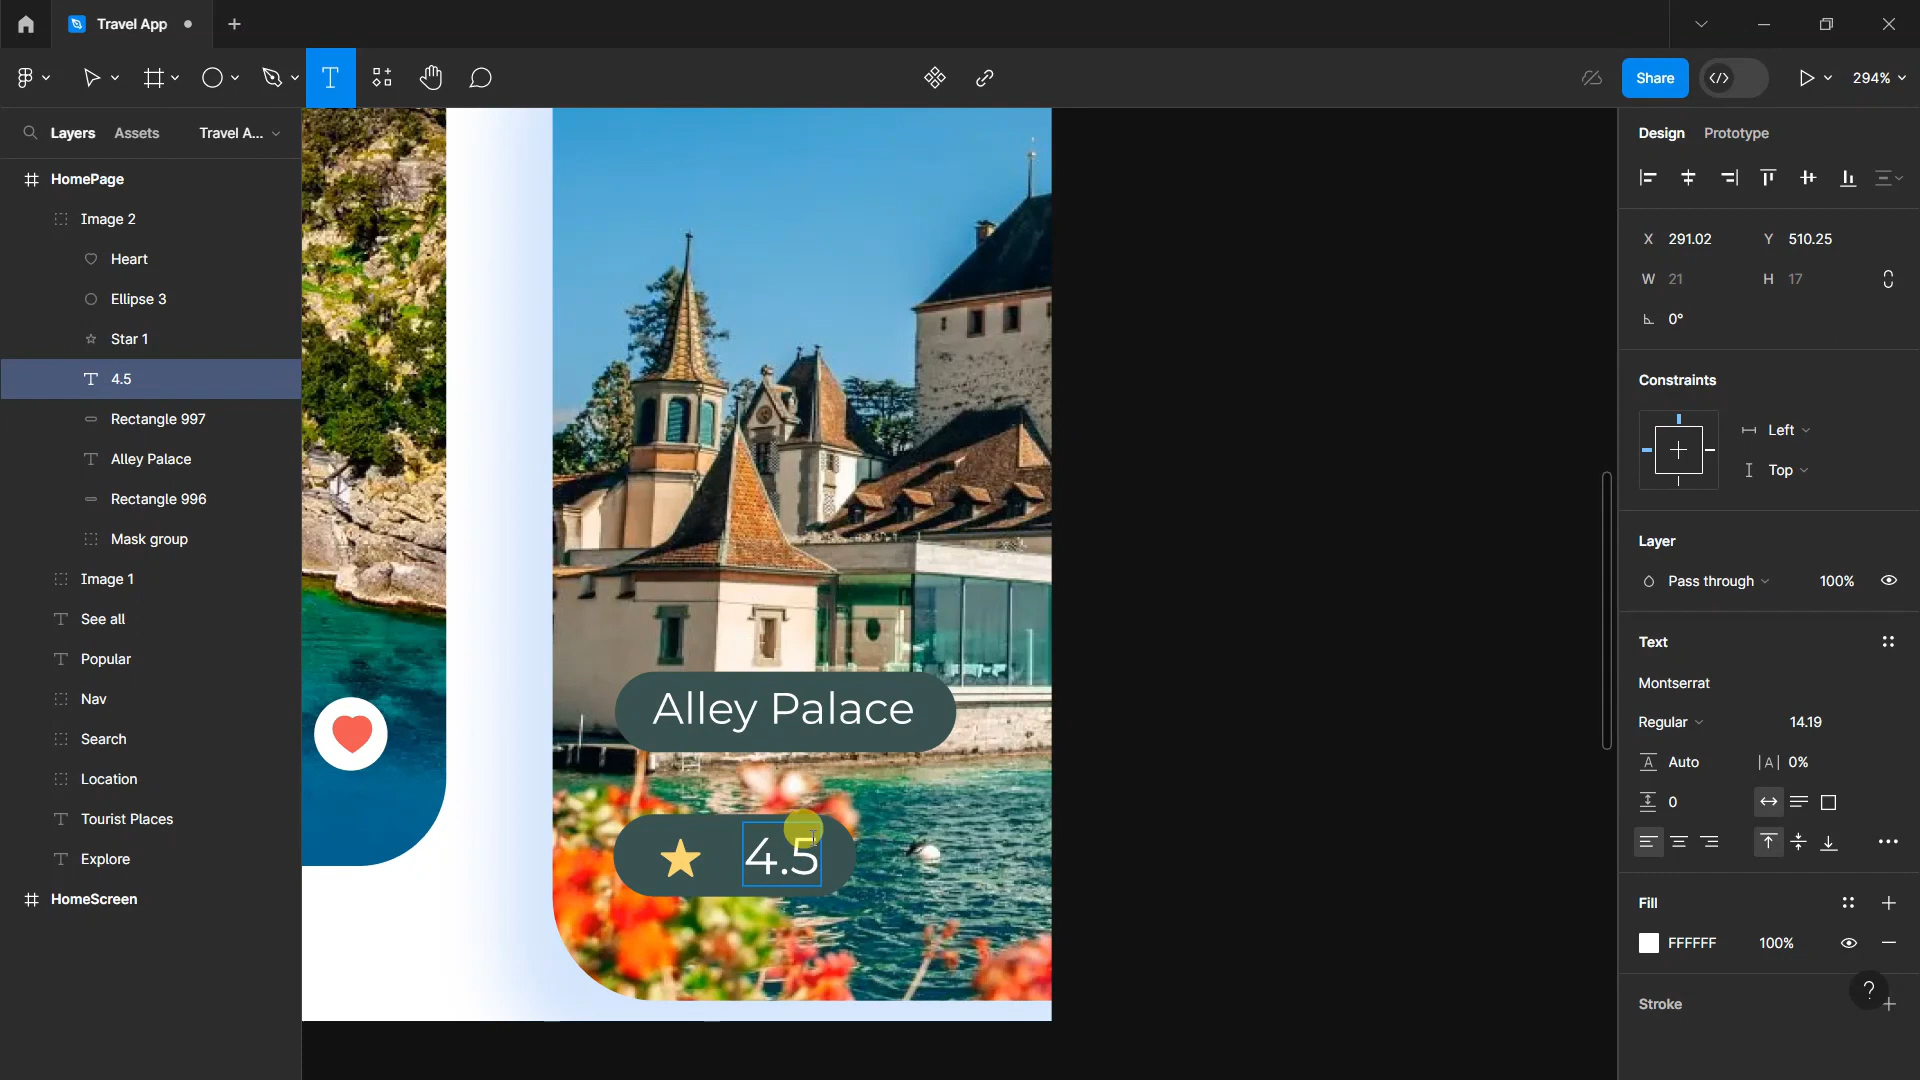 Travel App
Share
294%
Layers
Assets
Travel A...
HomePage
Image 2
Heart
Ellipse 3
Star 1
4.5
Rectangle 997
Alley Palace
Rectangle 996
Mask group
Image 1
See all
Popular
Nav
Search
Location
Tourist Places
Explore
HomeScreen
Alley Palace
4.5
Design
Prototype
X 291.02
Y 510.25
W 21
H 17
0°
Constraints
Left
Top
Layer
Pass through
100%
Text
Montserrat
Regular
14.19
A Auto
|A| 0%
0
Fill
FFFFFF
100%
?
Stroke